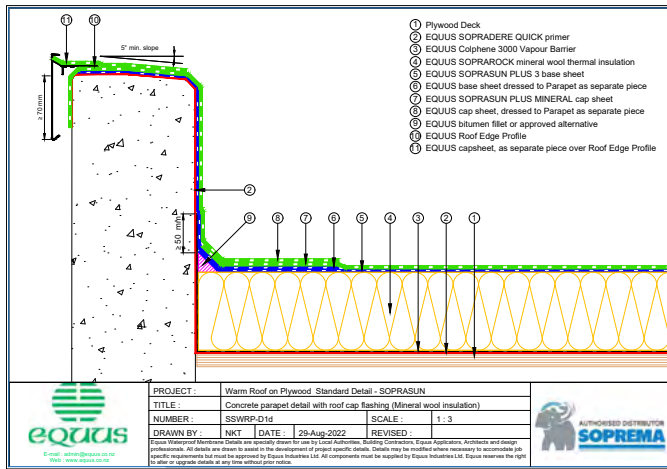 11
10
5° min. slope
≥ 70mm
≥ 50 mm
2
9
8
7
6
5
4
3
2
1
1 Plywood Deck
2 EQUUS SOPRADERE QUICK primer
3 EQUUS Colphene 3000 Vapour Barrier
4 EQUUS SOPRAROCK mineral wool thermal insulation
5 EQUUS SOPRASUN PLUS 3 base sheet
6 EQUUS base sheet dressed to Parapet as separate piece
7 EQUUS SOPRASUN PLUS MINERAL cap sheet
8 EQUUS cap sheet, dressed to Parapet as separate piece
9 EQUUS bitumen fillet or approved alternative
10 EQUUS Roof Edge Profile
11 EQUUS capsheet, as separate piece over Roof Edge Profile
equus
E-mail : admin@equus.co.nz
Web : www.equus.co.nz
PROJECT : Warm Roof on Plywood Standard Detail - SOPRASUN
TITLE : Concrete parapet detail with roof cap flashing (Mineral wool insulation)
NUMBER : SSWRP-D1d SCALE : 1 : 3
DRAWN BY : NKT DATE : 29-Aug-2022 REVISED :
Equus Waterproof Membrane Details are specially drawn for use by Local Authorities, Building Contractors, Equus Applicators, Architects and design
professionals. All details are drawn to assist in the development of project specific details. Details may be modified where necessary to accomodate job
specific requirements but must be approved by Equus Industries Ltd. All components must be supplied by Equus Industries Ltd. Equus reserves the right
to alter or upgrade details at any time without prior notice.
AUTHORISED DISTRIBUTOR
SOPREMA